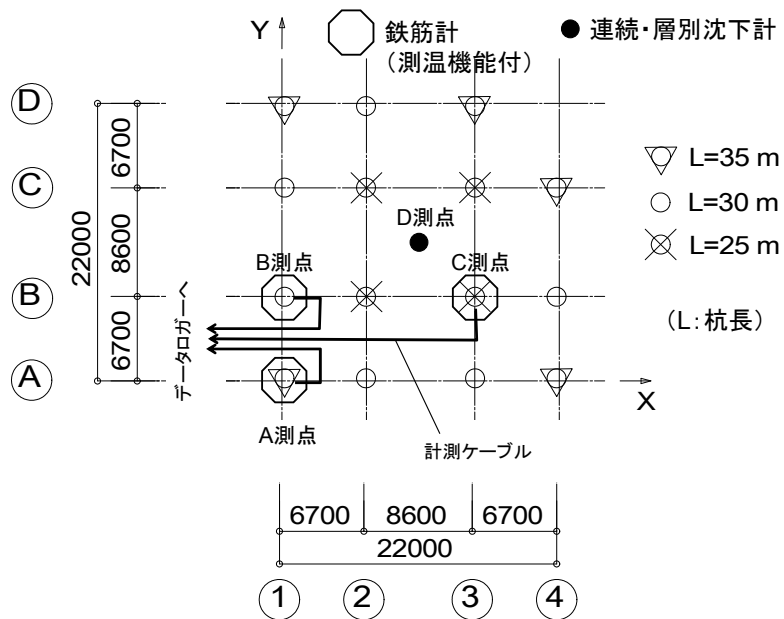 Y
鉄筋計
（測温機能付）
連続・層別沈下計
D
C
B
A
22000
6700
8600
6700
L=35 m
L=30 m
L=25 m
（L：杭長）
D測点
B測点
C測点
A測点
データロガーへ
計測ケーブル
X
6700 8600 6700
22000
1 2 3 4